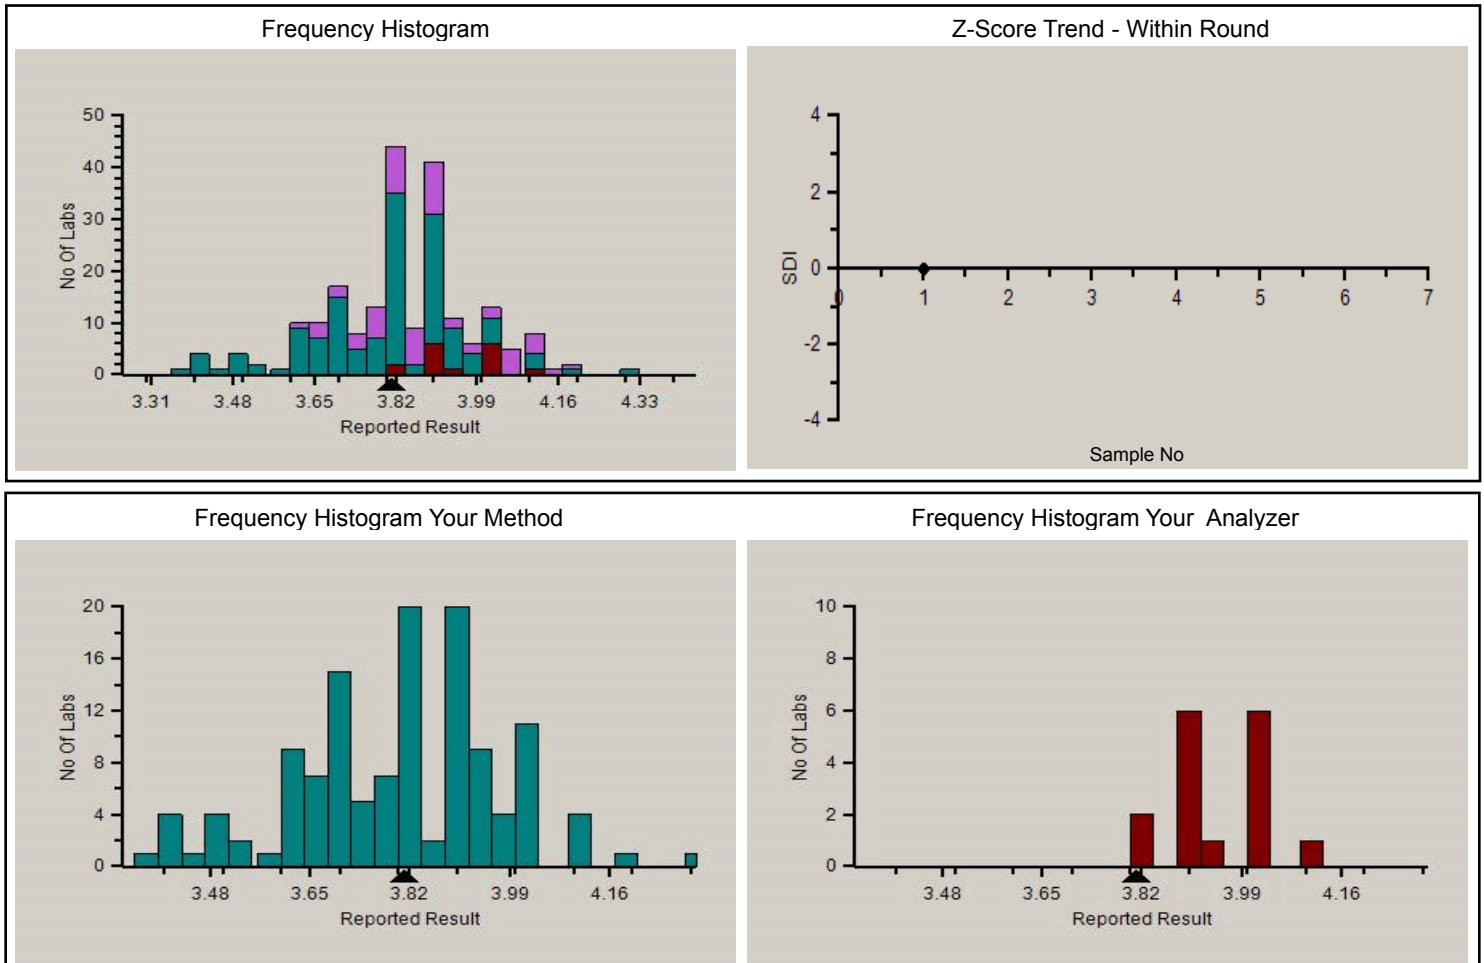 Frequency Histogram
50
40
30
20
10
0
No Of Labs
3.31 3.48 3.65 3.82 3.99 4.16 4.33
Reported Result
Z-Score Trend - Within Round
4
2
0
-2
-4
SDI
0 1 2 3 4 5 6 7
Sample No
Frequency Histogram Your Method
20
16
12
8
4
0
No Of Labs
3.48 3.65 3.82 3.99 4.16
Reported Result
Frequency Histogram Your Analyzer
10
8
6
4
2
0
No Of Labs
3.48 3.65 3.82 3.99 4.16
Reported Result